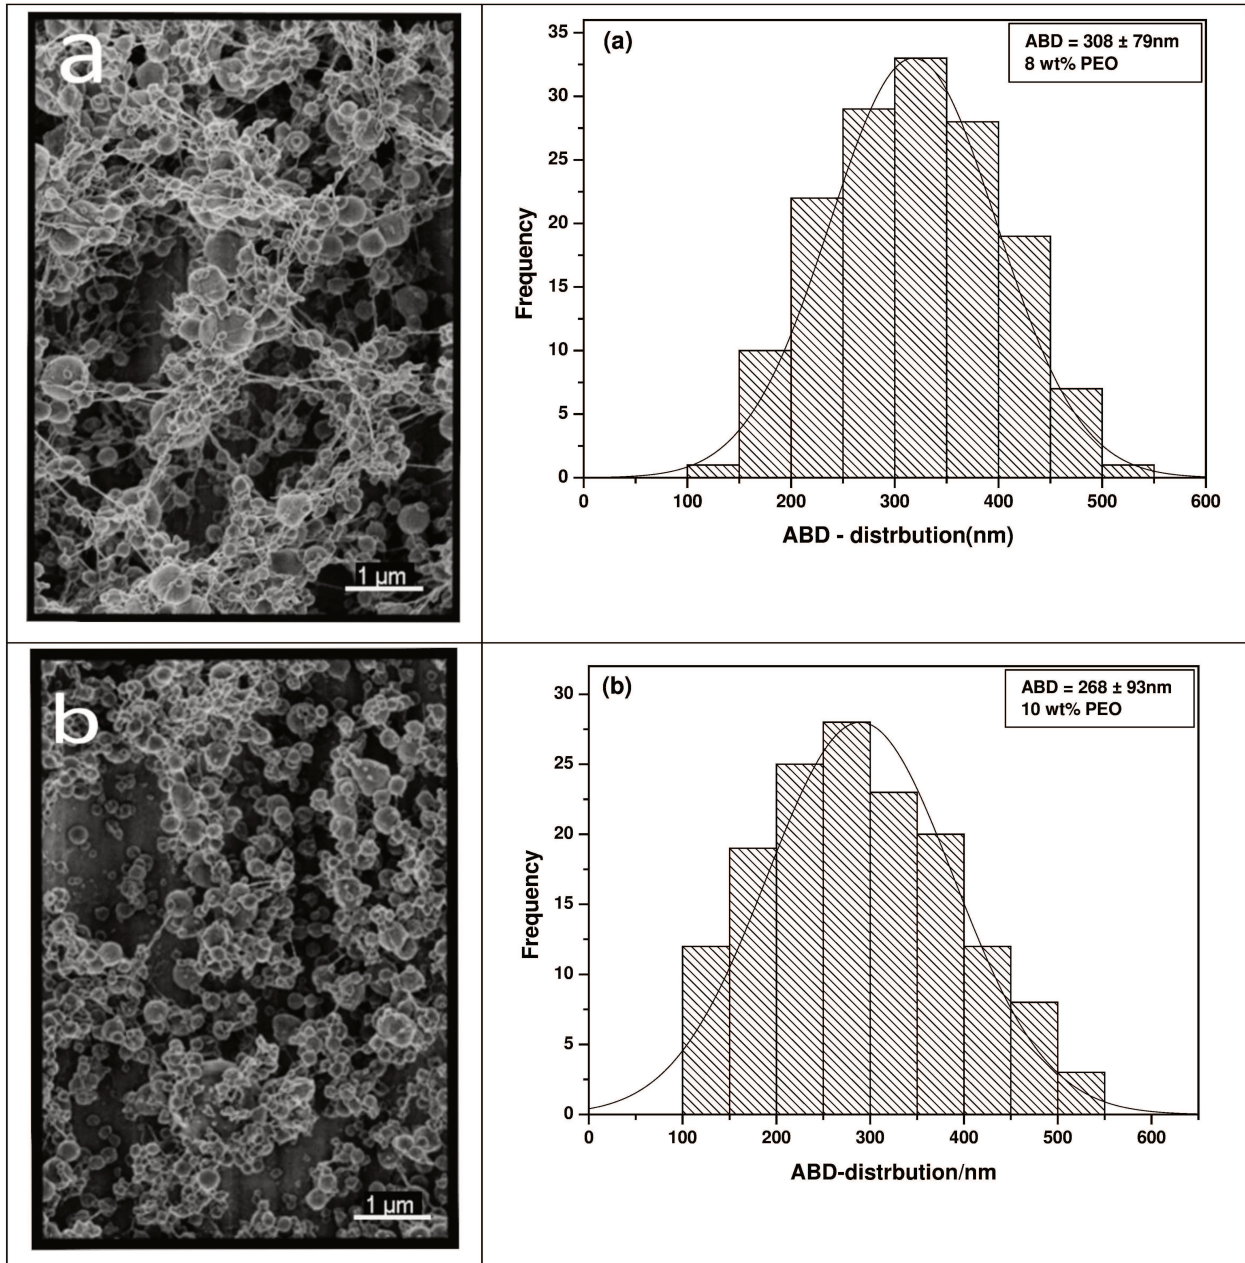 a
1 µm
(a)
ABD = 308 ± 79nm
8 wt% PEO
35
30
25
20
15
10
5
0
Frequency
0 100 200 300 400 500 600
ABD - distrbution(nm)
b
1 µm
(b)
ABD = 268 ± 93nm
10 wt% PEO
30
25
20
15
10
5
0
Frequency
0 100 200 300 400 500 600
ABD-distrbution/nm